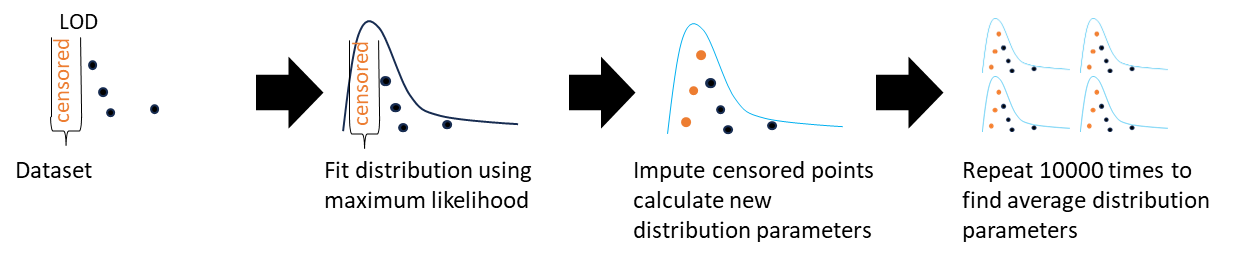 LOD
censored
Dataset
censored
Fit distribution using
maximum likelihood
Impute censored points
calculate new
distribution parameters
Repeat 10000 times to
find average distribution
parameters